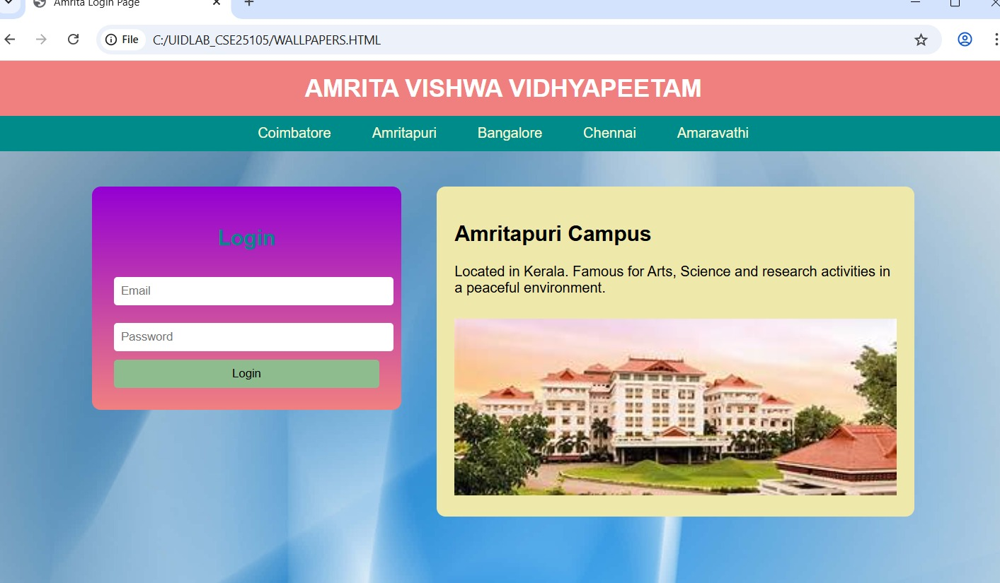 Amrita Login Page
File
C:/UIDLAB_CSE25105/WALLPAPERS.HTML
AMRITA VISHWA VIDHYAPEETAM
Coimbatore Amritapuri Bangalore Chennai Amaravathi
Login
Email
Password
Login
Amritapuri Campus
Located in Kerala. Famous for Arts, Science and research activities in
a peaceful environment.